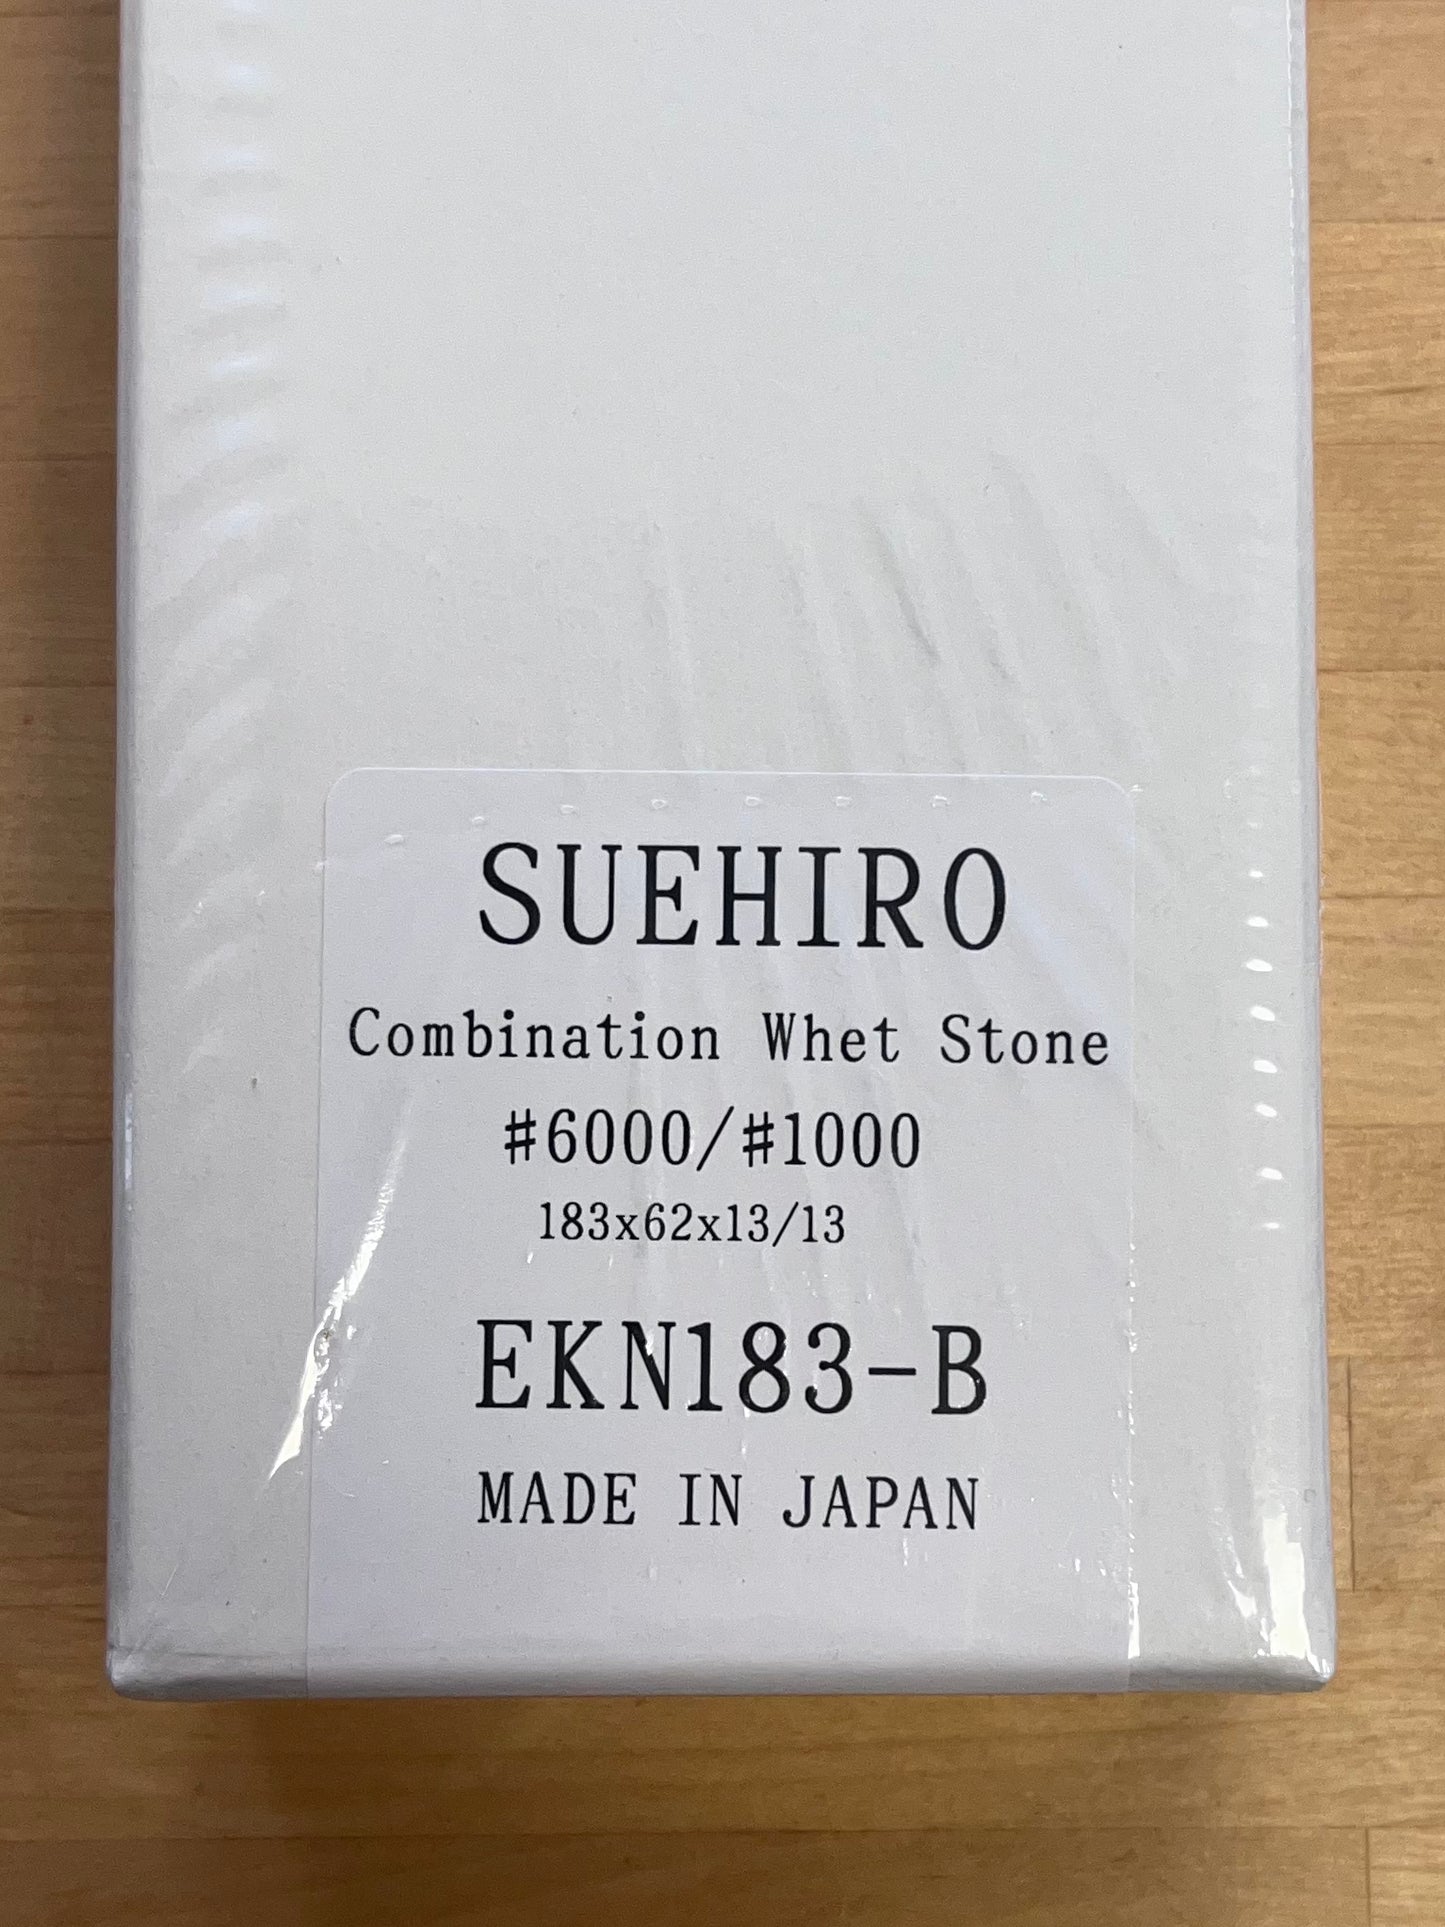 SUEHIRO
Combination Whet Stone
#6000/#1000
183x62x13/13
EKN183-B
MADE IN JAPAN